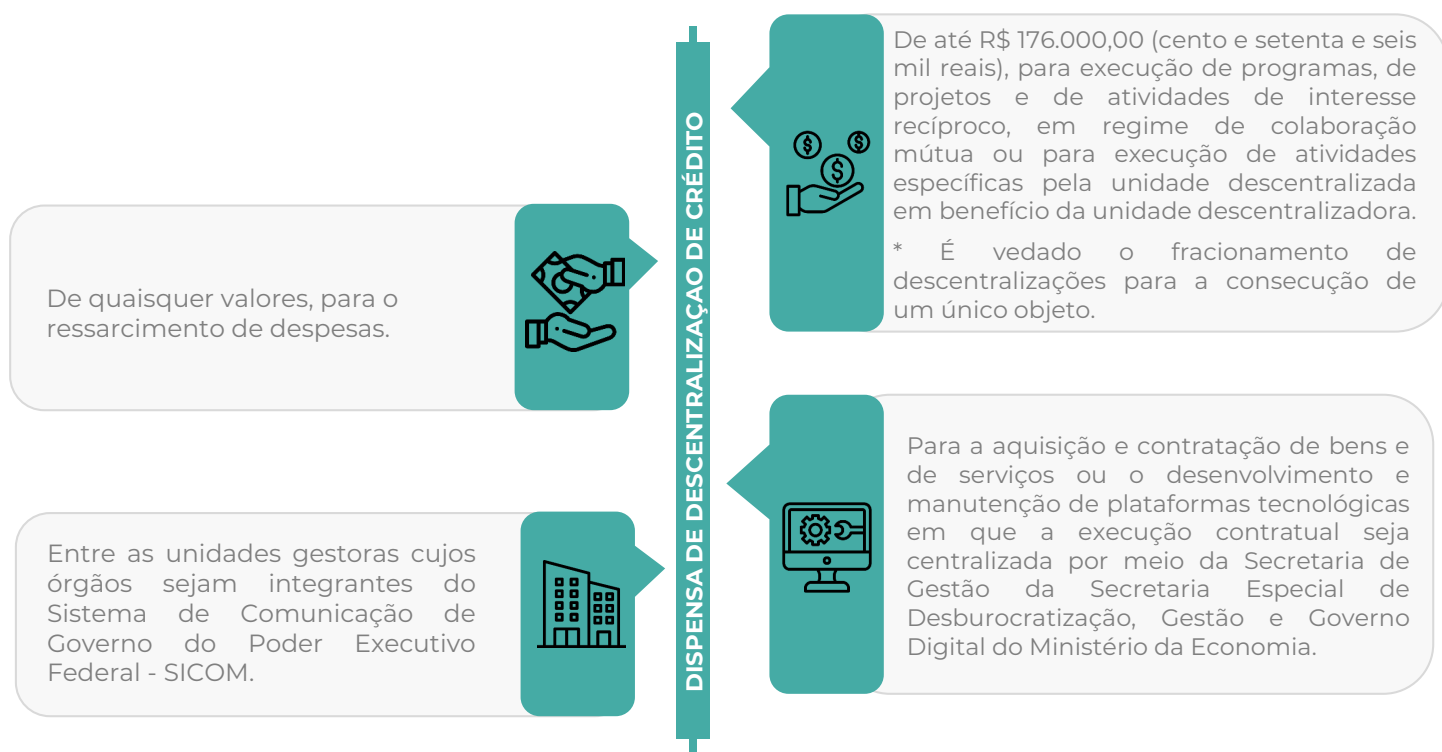 DISPENSA DE DESCENTRALIZAÇÃO DE CRÉDITO
De até R$ 176.000,00 (cento e setenta e seis
mil reais), para execução de programas, de
projetos e de atividades de interesse
recíproco, em regime de colaboração
mútua ou para execução de atividades
específicas pela unidade descentralizada
em benefício da unidade descentralizadora.
* É vedado o fracionamento de
descentralizações para a consecução de
um único objeto.
De quaisquer valores, para o
ressarcimento de despesas.
Para a aquisição e contratação de bens e
de serviços ou o desenvolvimento e
manutenção de plataformas tecnológicas
em que a execução contratual seja
centralizada por meio da Secretaria de
Gestão da Secretaria Especial de
Desburocratização, Gestão e Governo
Digital do Ministério da Economia.
Entre as unidades gestoras cujos
órgãos sejam integrantes do
Sistema de Comunicação de
Governo do Poder Executivo
Federal - SICOM.